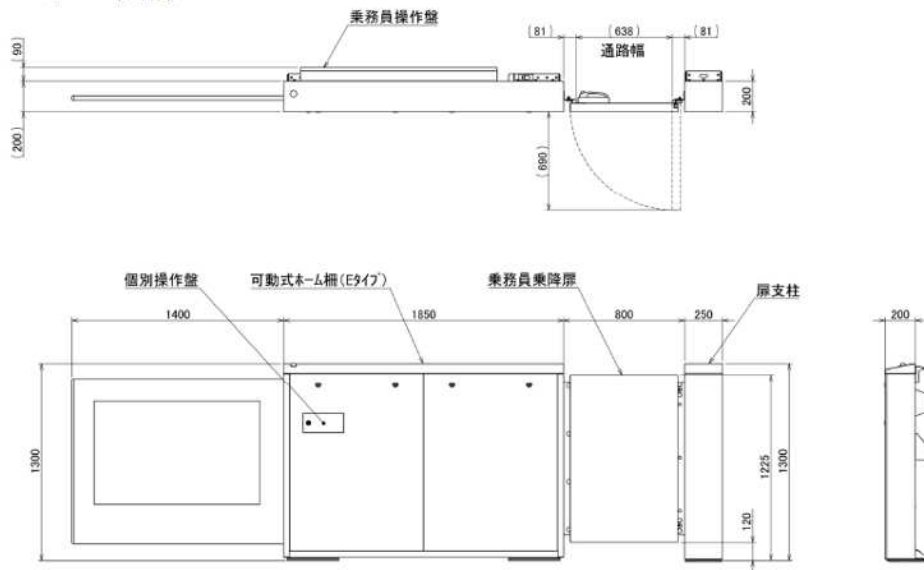 乗務員操作盤
(81)
(638)
(81)
通路幅
(90)
(200)
200
(690)
個別操作盤
可動式ホーム柵(Eタイプ)
乗務員乗降扉
扉支柱
1400
1850
800
250
200
1300
1225
1300
120